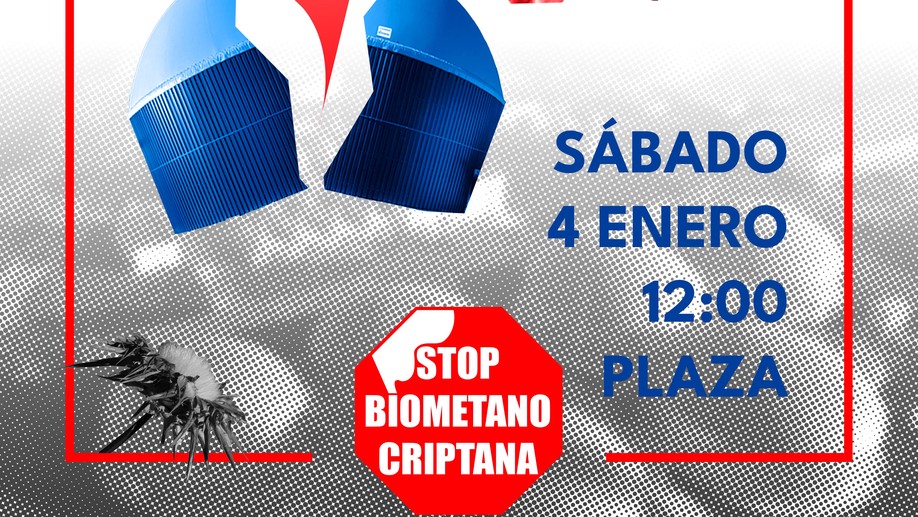 SÁBADO
4 ENERO
12:00
PLAZA
STOP
BIOMETANO
CRIPTANA